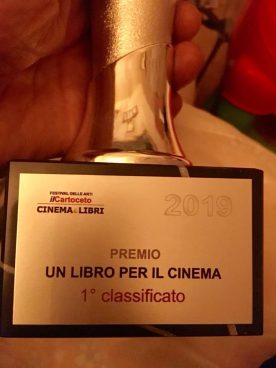 FESTIVAL DELLE ARTI
ilCartoceto
CINEMA&LIBRI
2019
PREMIO
UN LIBRO PER IL CINEMA
1° classificato